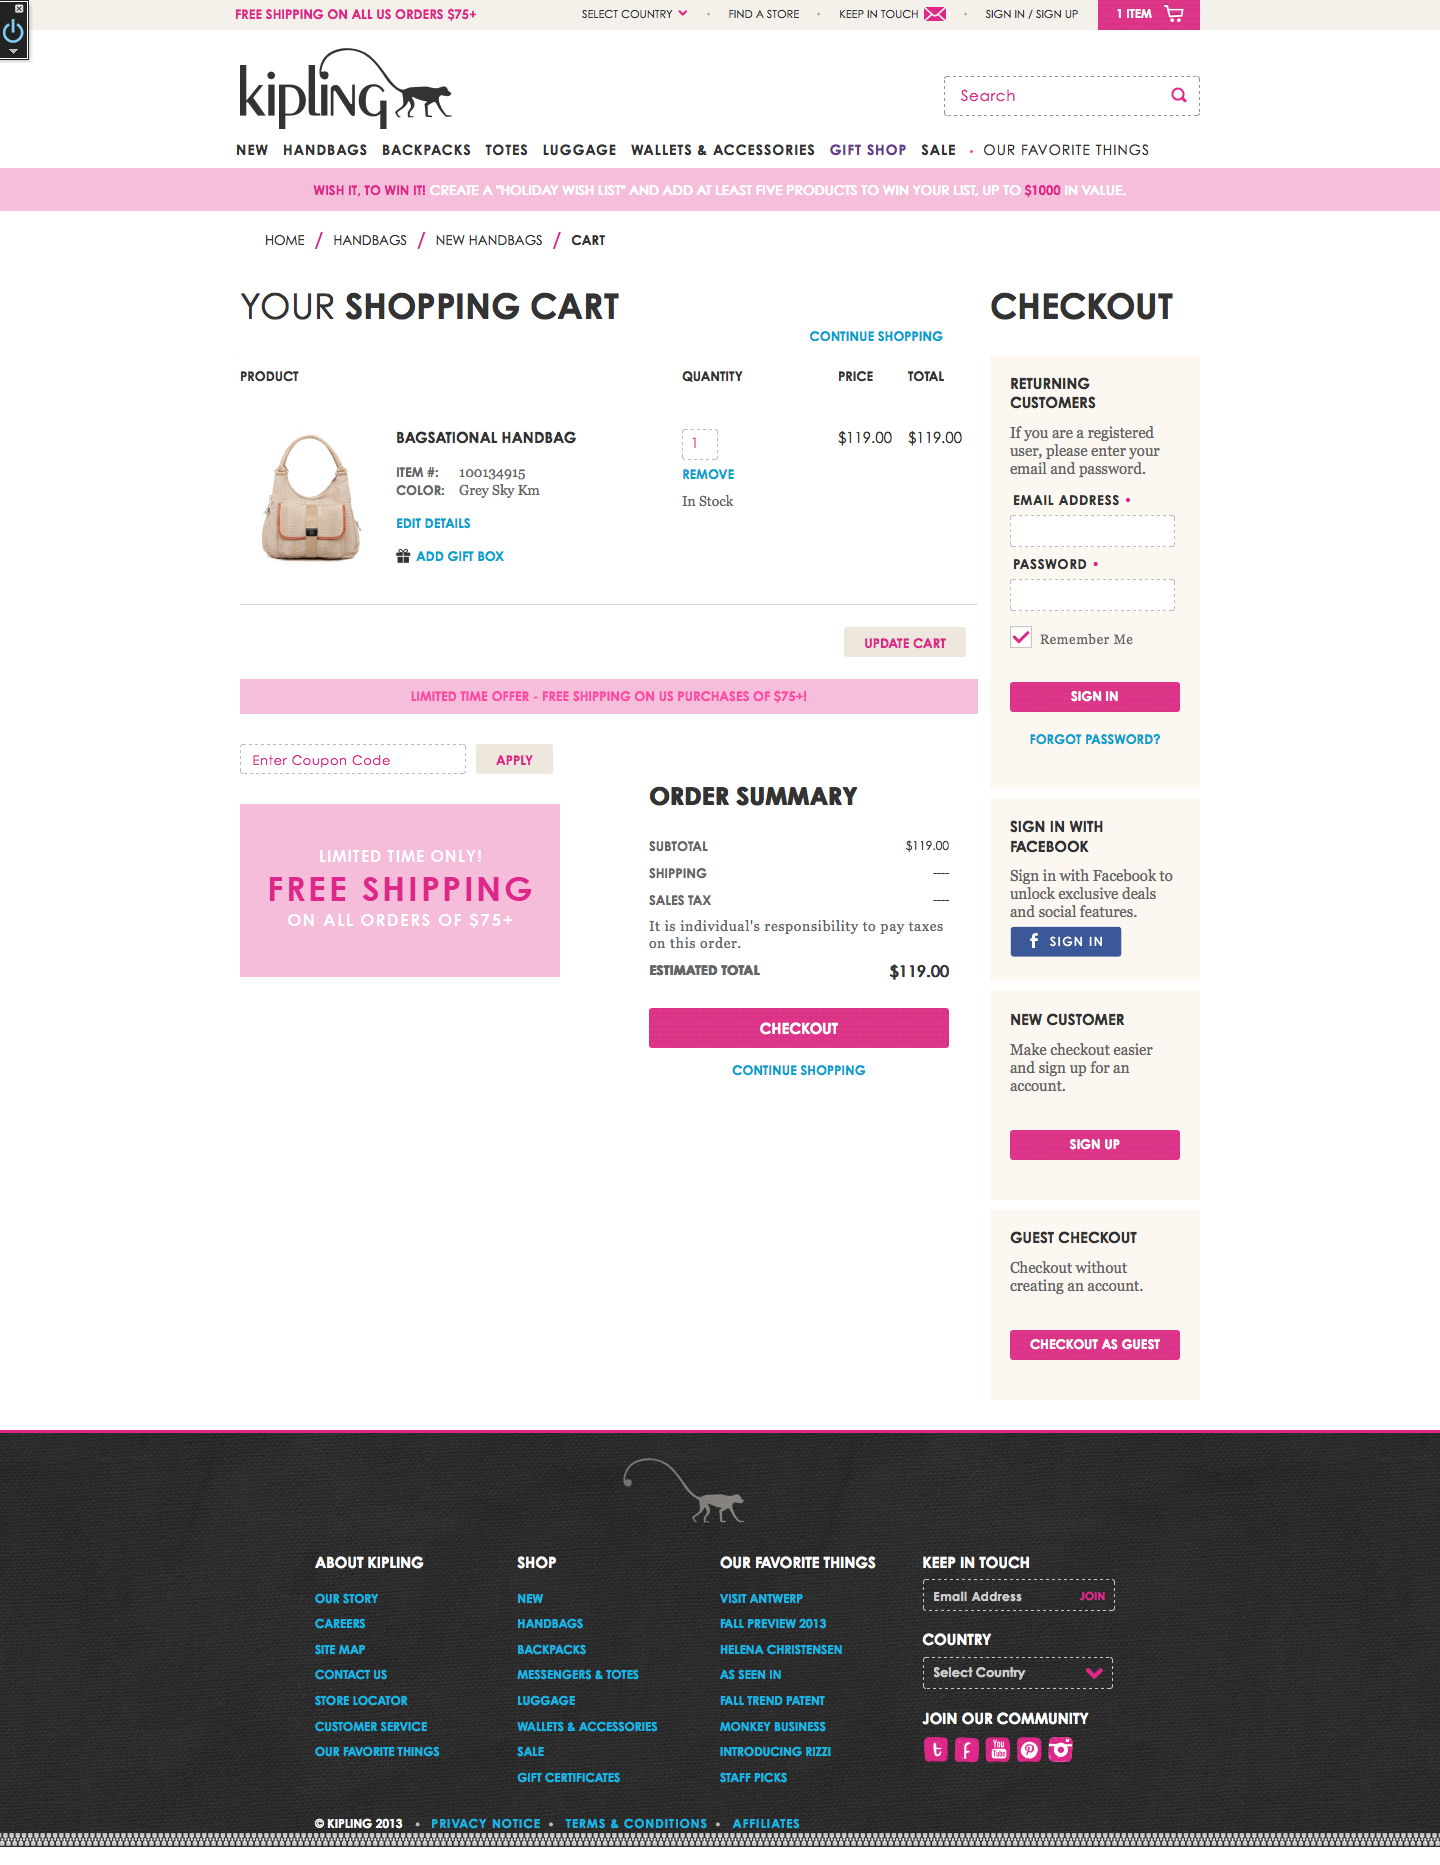 FREE SHIPPING ON ALL US ORDERS $75+
SELECT COUNTRY
FIND A STORE
KEEP IN TOUCH
SIGN IN / SIGN UP
1 ITEM
kipling
Search
NEW HANDBAGS BACKPACKS TOTES LUGGAGE WALLETS & ACCESSORIES GIFT SHOP SALE • OUR FAVORITE THINGS
WISH IT, TO WIN IT! CREATE A "HOLIDAY WISH LIST" AND ADD AT LEAST FIVE PRODUCTS TO WIN YOUR LIST, UP TO $1000 IN VALUE.
HOME / HANDBAGS / NEW HANDBAGS / CART
YOUR SHOPPING CART
CONTINUE SHOPPING
PRODUCT QUANTITY PRICE TOTAL
BAGSATIONAL HANDBAG
ITEM #: 100134915
COLOR: Grey Sky Km
EDIT DETAILS
ADD GIFT BOX
1
REMOVE
In Stock
$119.00 $119.00
UPDATE CART
LIMITED TIME OFFER - FREE SHIPPING ON US PURCHASES OF $75+!
Enter Coupon Code
APPLY
LIMITED TIME ONLY!
FREE SHIPPING
ON ALL ORDERS OF $75+
ORDER SUMMARY
SUBTOTAL $119.00
SHIPPING ----
SALES TAX ----
It is individual's responsibility to pay taxes
on this order.
ESTIMATED TOTAL $119.00
CHECKOUT
CONTINUE SHOPPING
CHECKOUT
RETURNING
CUSTOMERS
If you are a registered
user, please enter your
email and password.
EMAIL ADDRESS •
PASSWORD •
Remember Me
SIGN IN
FORGOT PASSWORD?
SIGN IN WITH
FACEBOOK
Sign in with Facebook to
unlock exclusive deals
and social features.
f SIGN IN
NEW CUSTOMER
Make checkout easier
and sign up for an
account.
SIGN UP
GUEST CHECKOUT
Checkout without
creating an account.
CHECKOUT AS GUEST
ABOUT KIPLING
OUR STORY
CAREERS
SITE MAP
CONTACT US
STORE LOCATOR
CUSTOMER SERVICE
OUR FAVORITE THINGS
SHOP
NEW
HANDBAGS
BACKPACKS
MESSENGERS & TOTES
LUGGAGE
WALLETS & ACCESSORIES
SALE
GIFT CERTIFICATES
OUR FAVORITE THINGS
VISIT ANTWERP
FALL PREVIEW 2013
HELENA CHRISTENSEN
AS SEEN IN
FALL TREND PATENT
MONKEY BUSINESS
INTRODUCING RIZZI
STAFF PICKS
KEEP IN TOUCH
Email Address JOIN
COUNTRY
Select Country
JOIN OUR COMMUNITY
t f You Tube
© KIPLING 2013 • PRIVACY NOTICE • TERMS & CONDITIONS • AFFILIATES